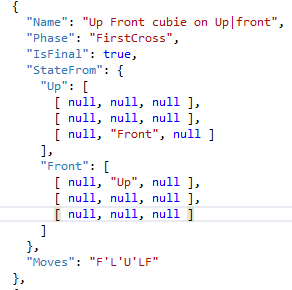 {
"Name": "Up Front cubie on Up|front",
"Phase": "FirstCross",
"IsFinal": true,
"StateFrom": {
"Up": [
[ null, null, null ],
[ null, null, null ],
[ null, "Front", null ]
],
"Front": [
[ null, "Up", null ],
[ null, null, null ],
[ null, null, null ]
]
},
"Moves": "F'L'U'LF"
},